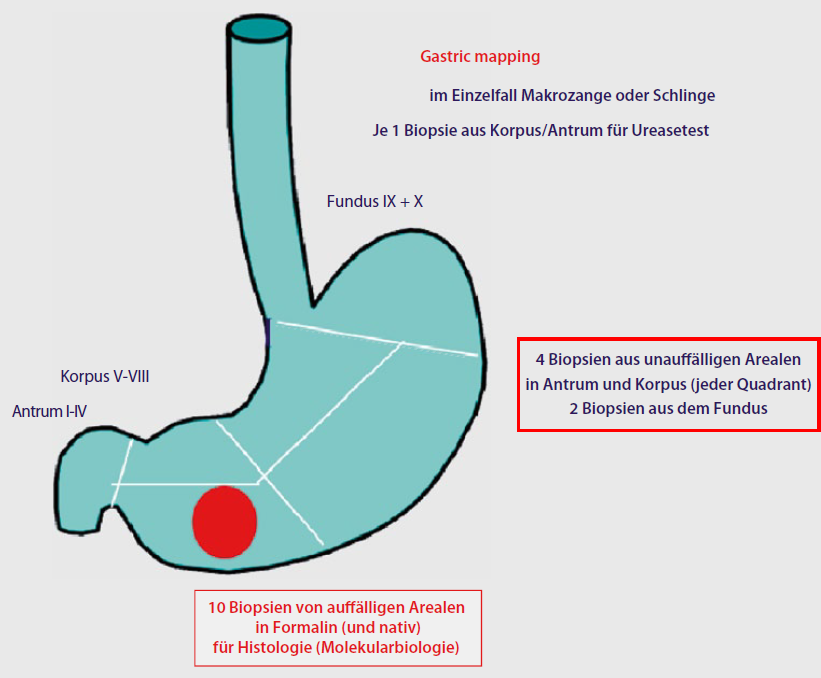 Gastric mapping
im Einzelfall Makrozange oder Schlinge
Je 1 Biopsie aus Korpus/Antrum für Ureasetest
Fundus IX + X
4 Biopsien aus unauffälligen Arealen
in Antrum und Korpus (jeder Quadrant)
2 Biopsien aus dem Fundus
Korpus V-VIII
Antrum I-IV
10 Biopsien von auffälligen Arealen
in Formalin (und nativ)
für Histologie (Molekularbiologie)